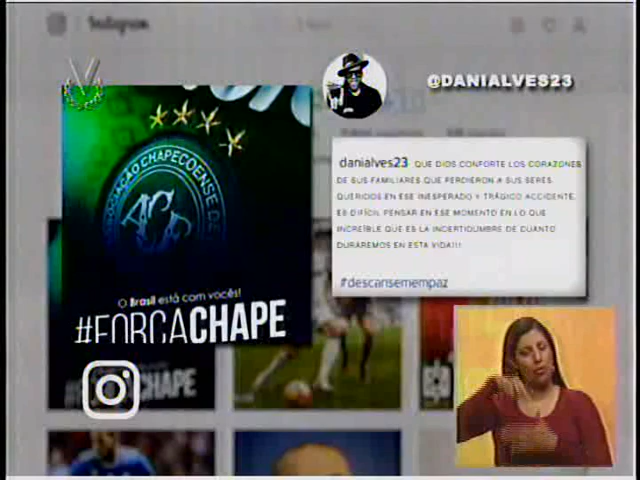 Instagram
@DANIALVES23
danialves23 QUE DIOS CONFORTE LOS CORAZONES
DE SUS FAMILIARES QUE PERDIERON A SUS SERES
QUERIDOS EN ESE INESPERADO Y TRÁGICO ACCIDENTE,
ES DIFÍCIL PENSAR EN ESE MOMENTO EN LO QUE
INCREÍBLE QUE ES LA INCERTIDUMBRE DE CUANTO
DURAREMOS EN ESTA VIDA!!!
#descansemempaz
ASSOCIAÇÃO CHAPECOENSE DE
O Brasil está com vocês!
#FORÇACHAPE
CHAPE